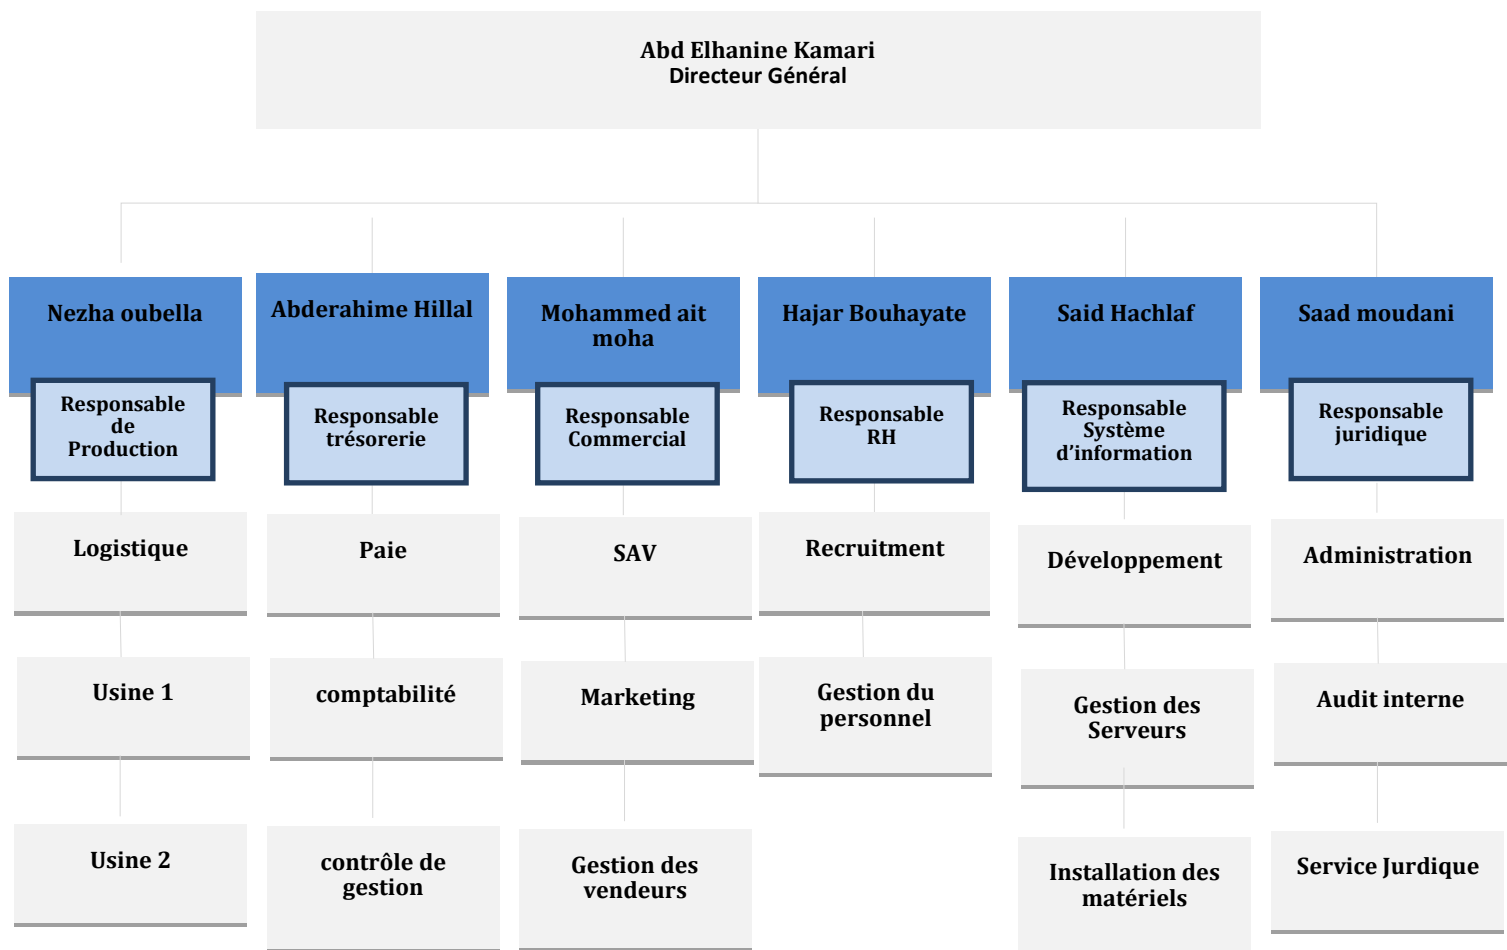 Abd Elhanine Kamari
Directeur Général
Nezha oubella
Abderahime Hillal
Mohammed ait
moha
Hajar Bouhayate
Said Hachlaf
Saad moudani
Responsable
de
Production
Responsable
trésorerie
Responsable
Commercial
Responsable
RH
Responsable
Système
d’information
Responsable
juridique
Logistique
Paie
SAV
Recruitment
Développement
Administration
Usine 1
comptabilité
Marketing
Gestion du
personnel
Gestion des
Serveurs
Audit interne
Usine 2
contrôle de
gestion
Gestion des
vendeurs
Installation des
matériels
Service Jurdique